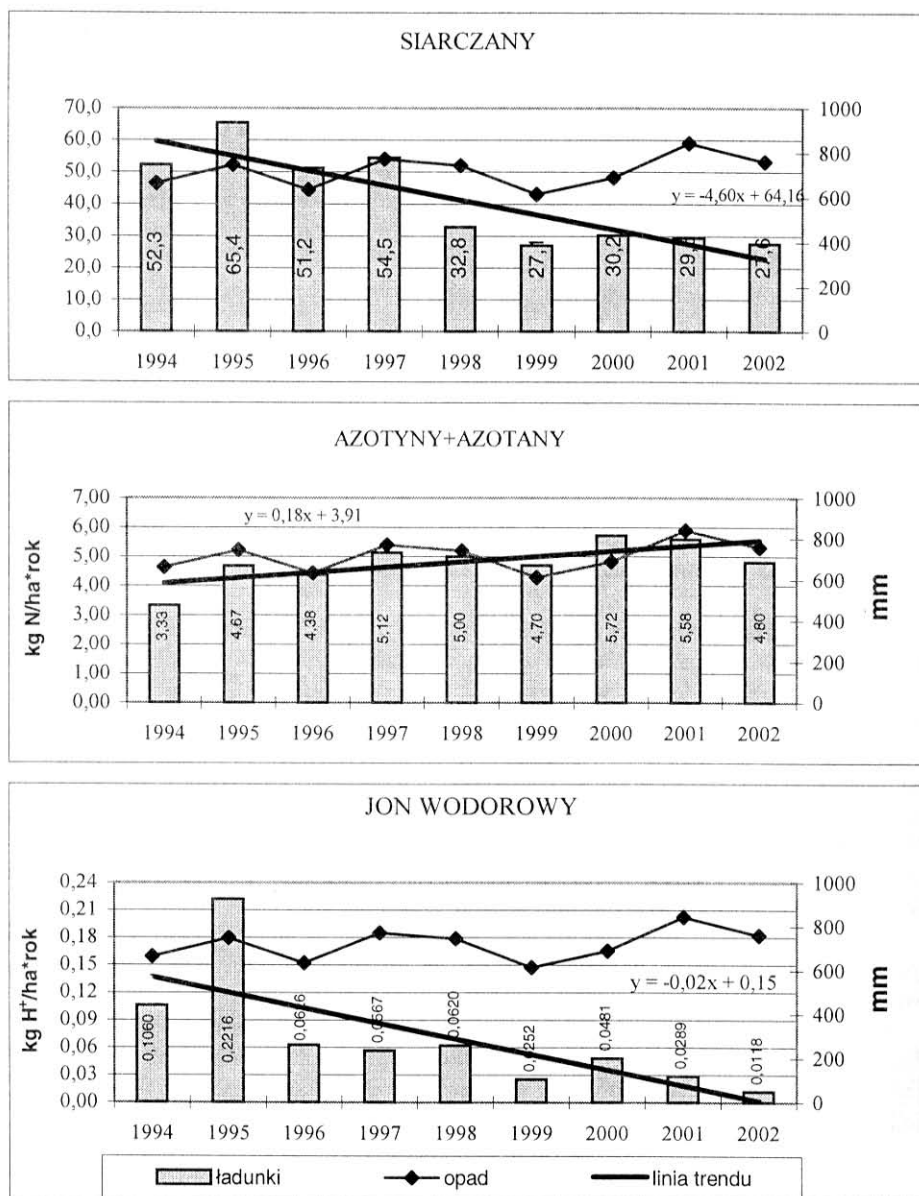 SIARCZANY
70,0 1000
60,0 800
50,0
40,0 600
y = -4,60x + 64,16
30,0 400
20,0 200
10,0
0,0 0
52,3 65,4 51,2 54,5 32,8 30,2
1994 1995 1996 1997 1998 1999 2000 2001 2002
AZOTYNY+AZOTANY
kg N/ha*rok
7,00 1000
6,00 800
y = 0,18x + 3,91
5,00
4,00 600
3,00 400
2,00 200
1,00
0,00 0
3,33 4,67 4,38 5,12 5,00 4,70 5,72 5,58 4,80
mm
1994 1995 1996 1997 1998 1999 2000 2001 2002
JON WODOROWY
kg H⁺/ha*rok
0,24 1000
0,21 800
0,18
0,15 600
y = -0,02x + 0,15
0,12
0,09 400
0,06 200
0,03
0,00 0
0,1060 0,2216 0,0567 0,0620 0,0252 0,0481 0,0289 0,0118
mm
1994 1995 1996 1997 1998 1999 2000 2001 2002
ładunki opad linia trendu